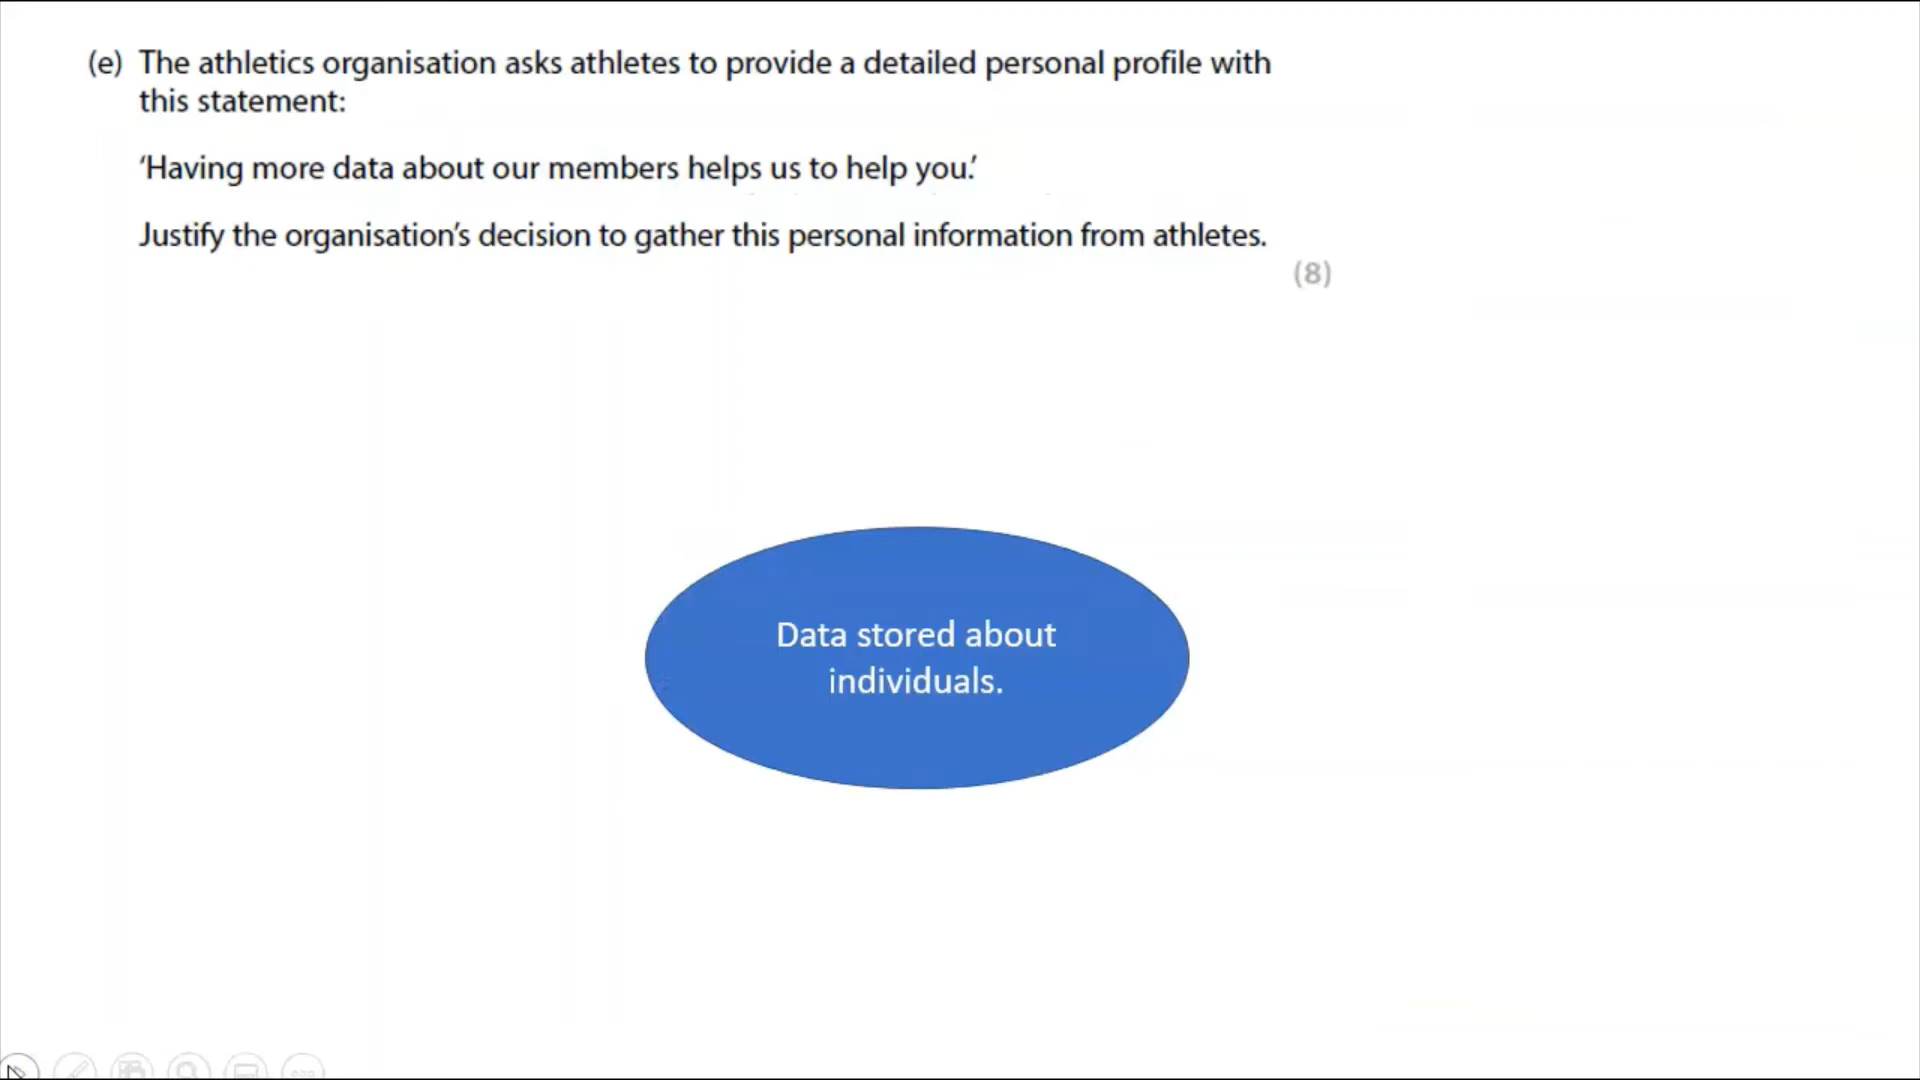 (e) The athletics organisation asks athletes to provide a detailed personal profile with
this statement:
‘Having more data about our members helps us to help you.’
Justify the organisation’s decision to gather this personal information from athletes.
(8)
Data stored about
individuals.